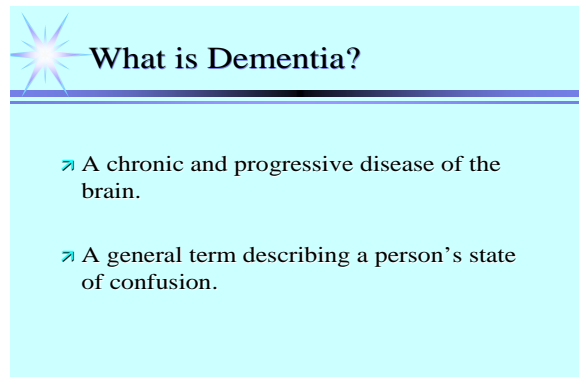 What is Dementia?
A chronic and progressive disease of the
brain.
A general term describing a person’s state
of confusion.